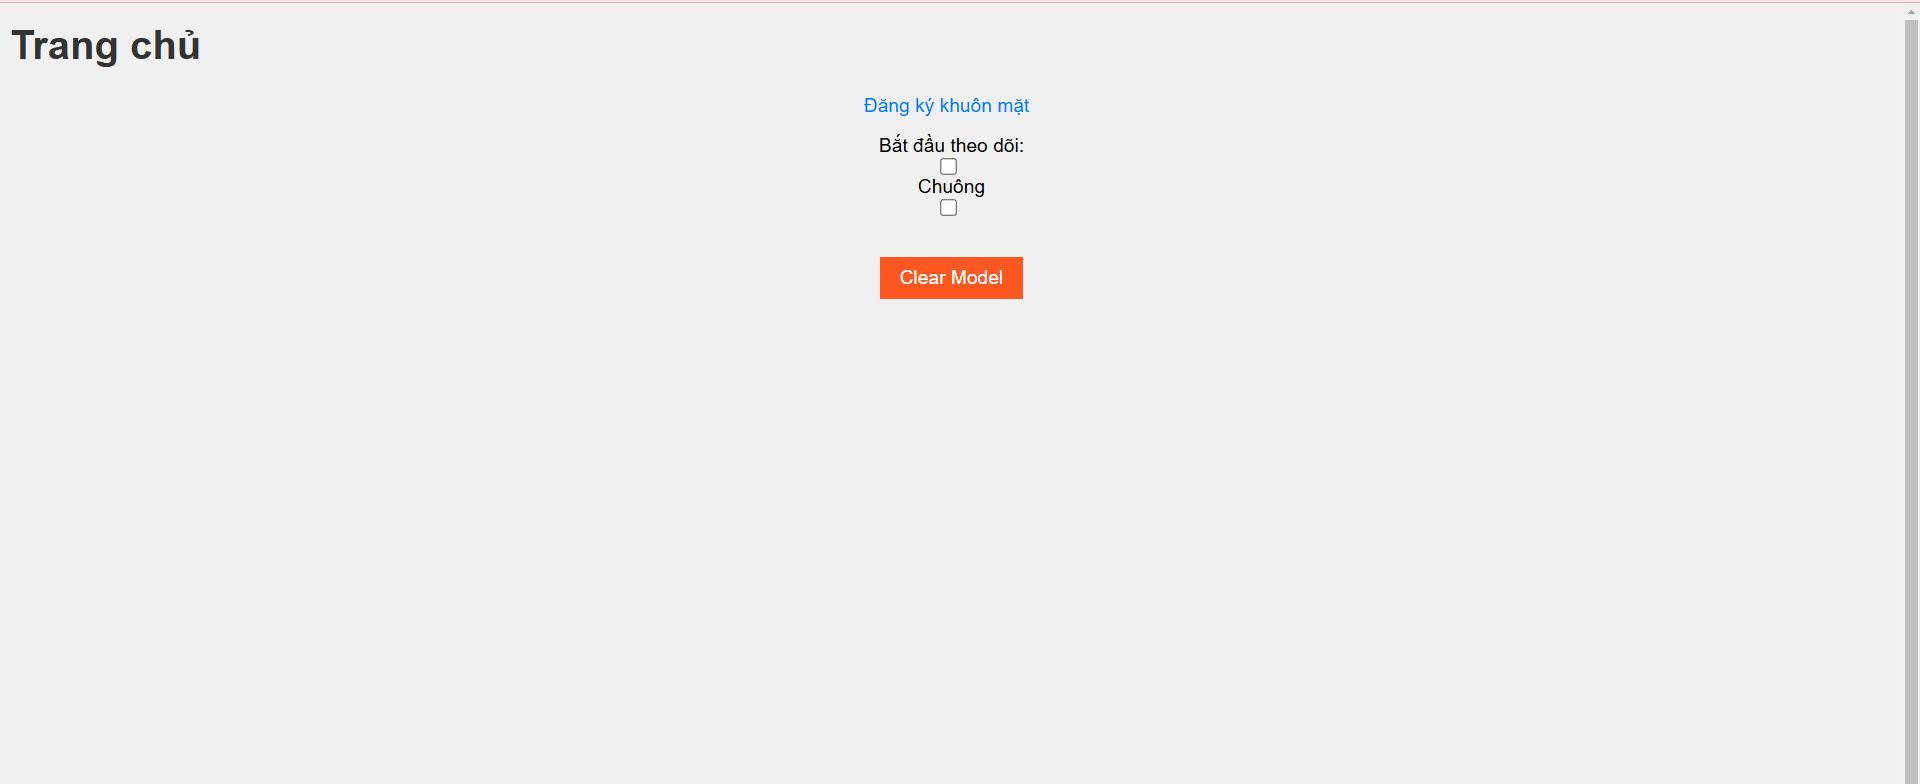 Trang chủ
Đăng ký khuôn mặt
Bắt đầu theo dõi:
Chuông
Clear Model